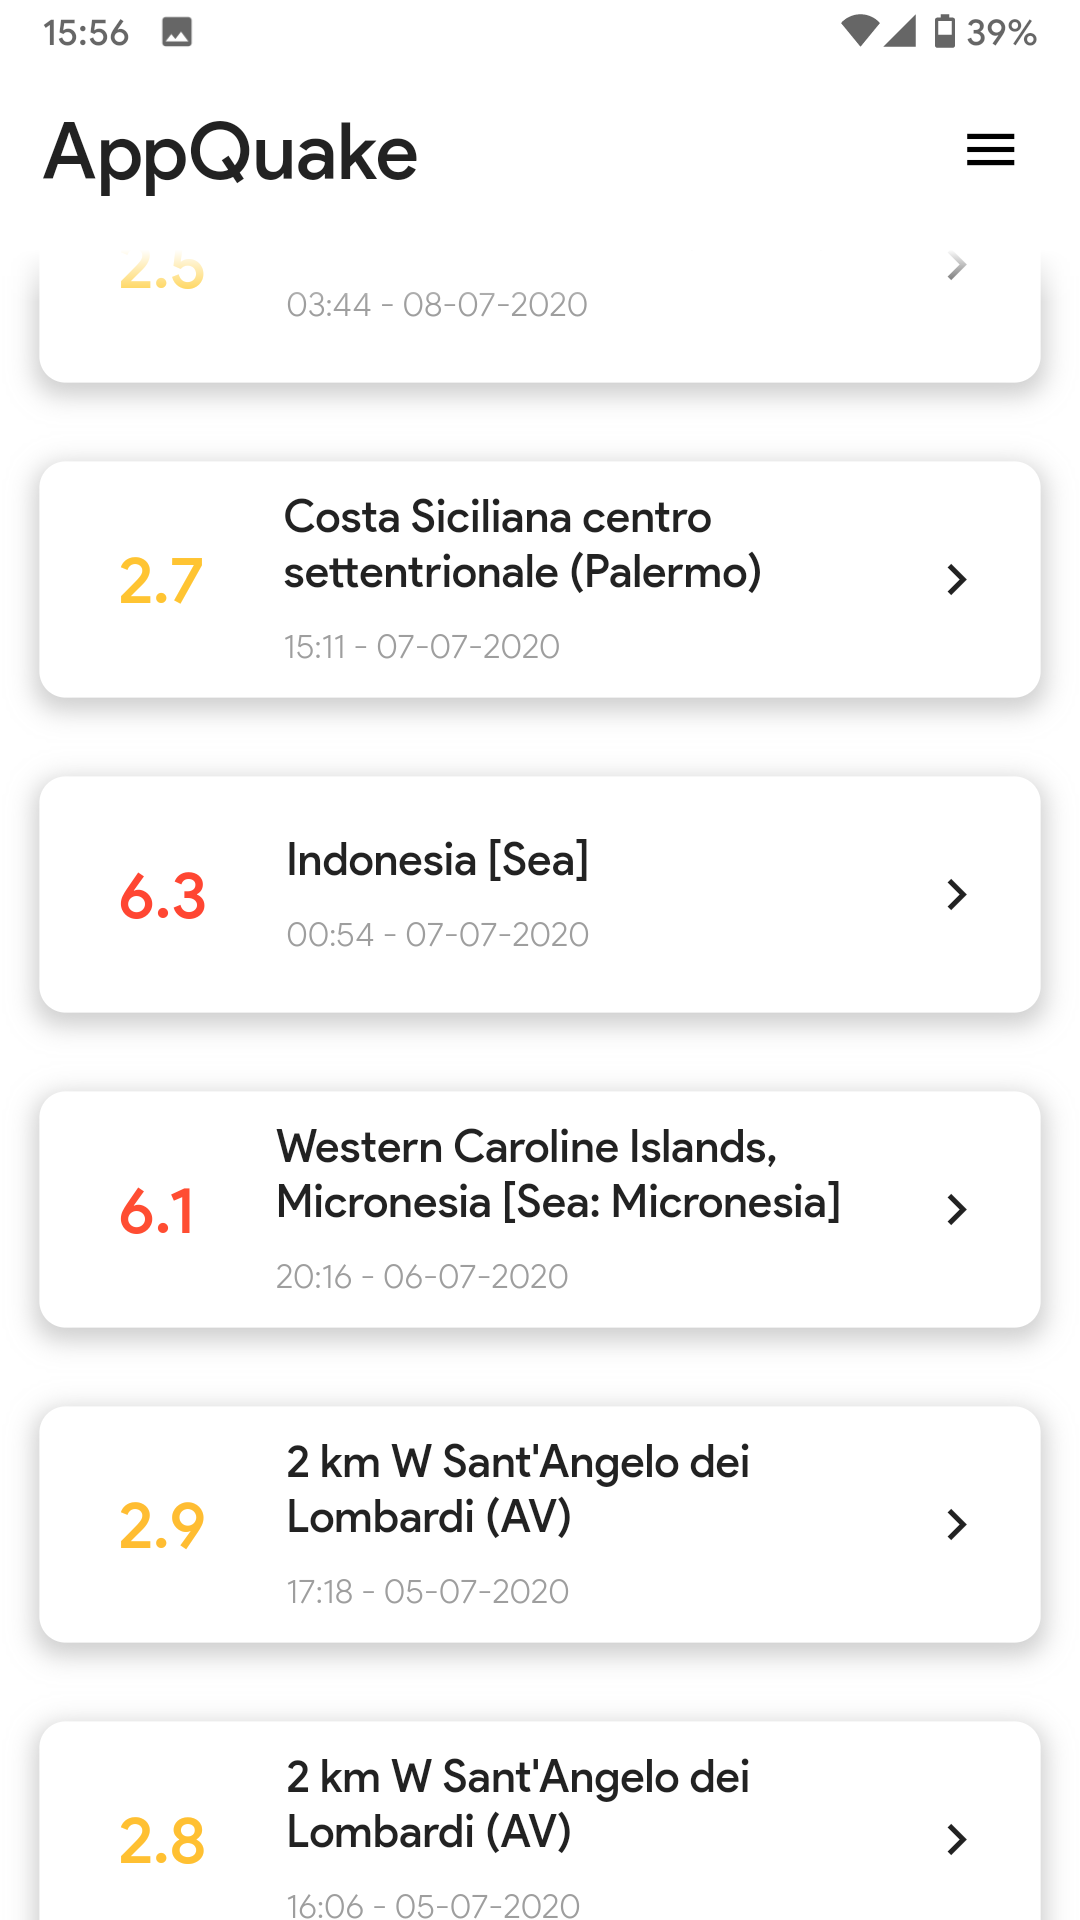 15:56
39%
AppQuake
2.5
03:44 - 08-07-2020
Costa Siciliana centro
settentrionale (Palermo)
2.7
15:11 - 07-07-2020
Indonesia [Sea]
6.3
00:54 - 07-07-2020
Western Caroline Islands,
Micronesia [Sea: Micronesia]
6.1
20:16 - 06-07-2020
2 km W Sant'Angelo dei
Lombardi (AV)
2.9
17:18 - 05-07-2020
2 km W Sant'Angelo dei
Lombardi (AV)
2.8
16:06 - 05-07-2020